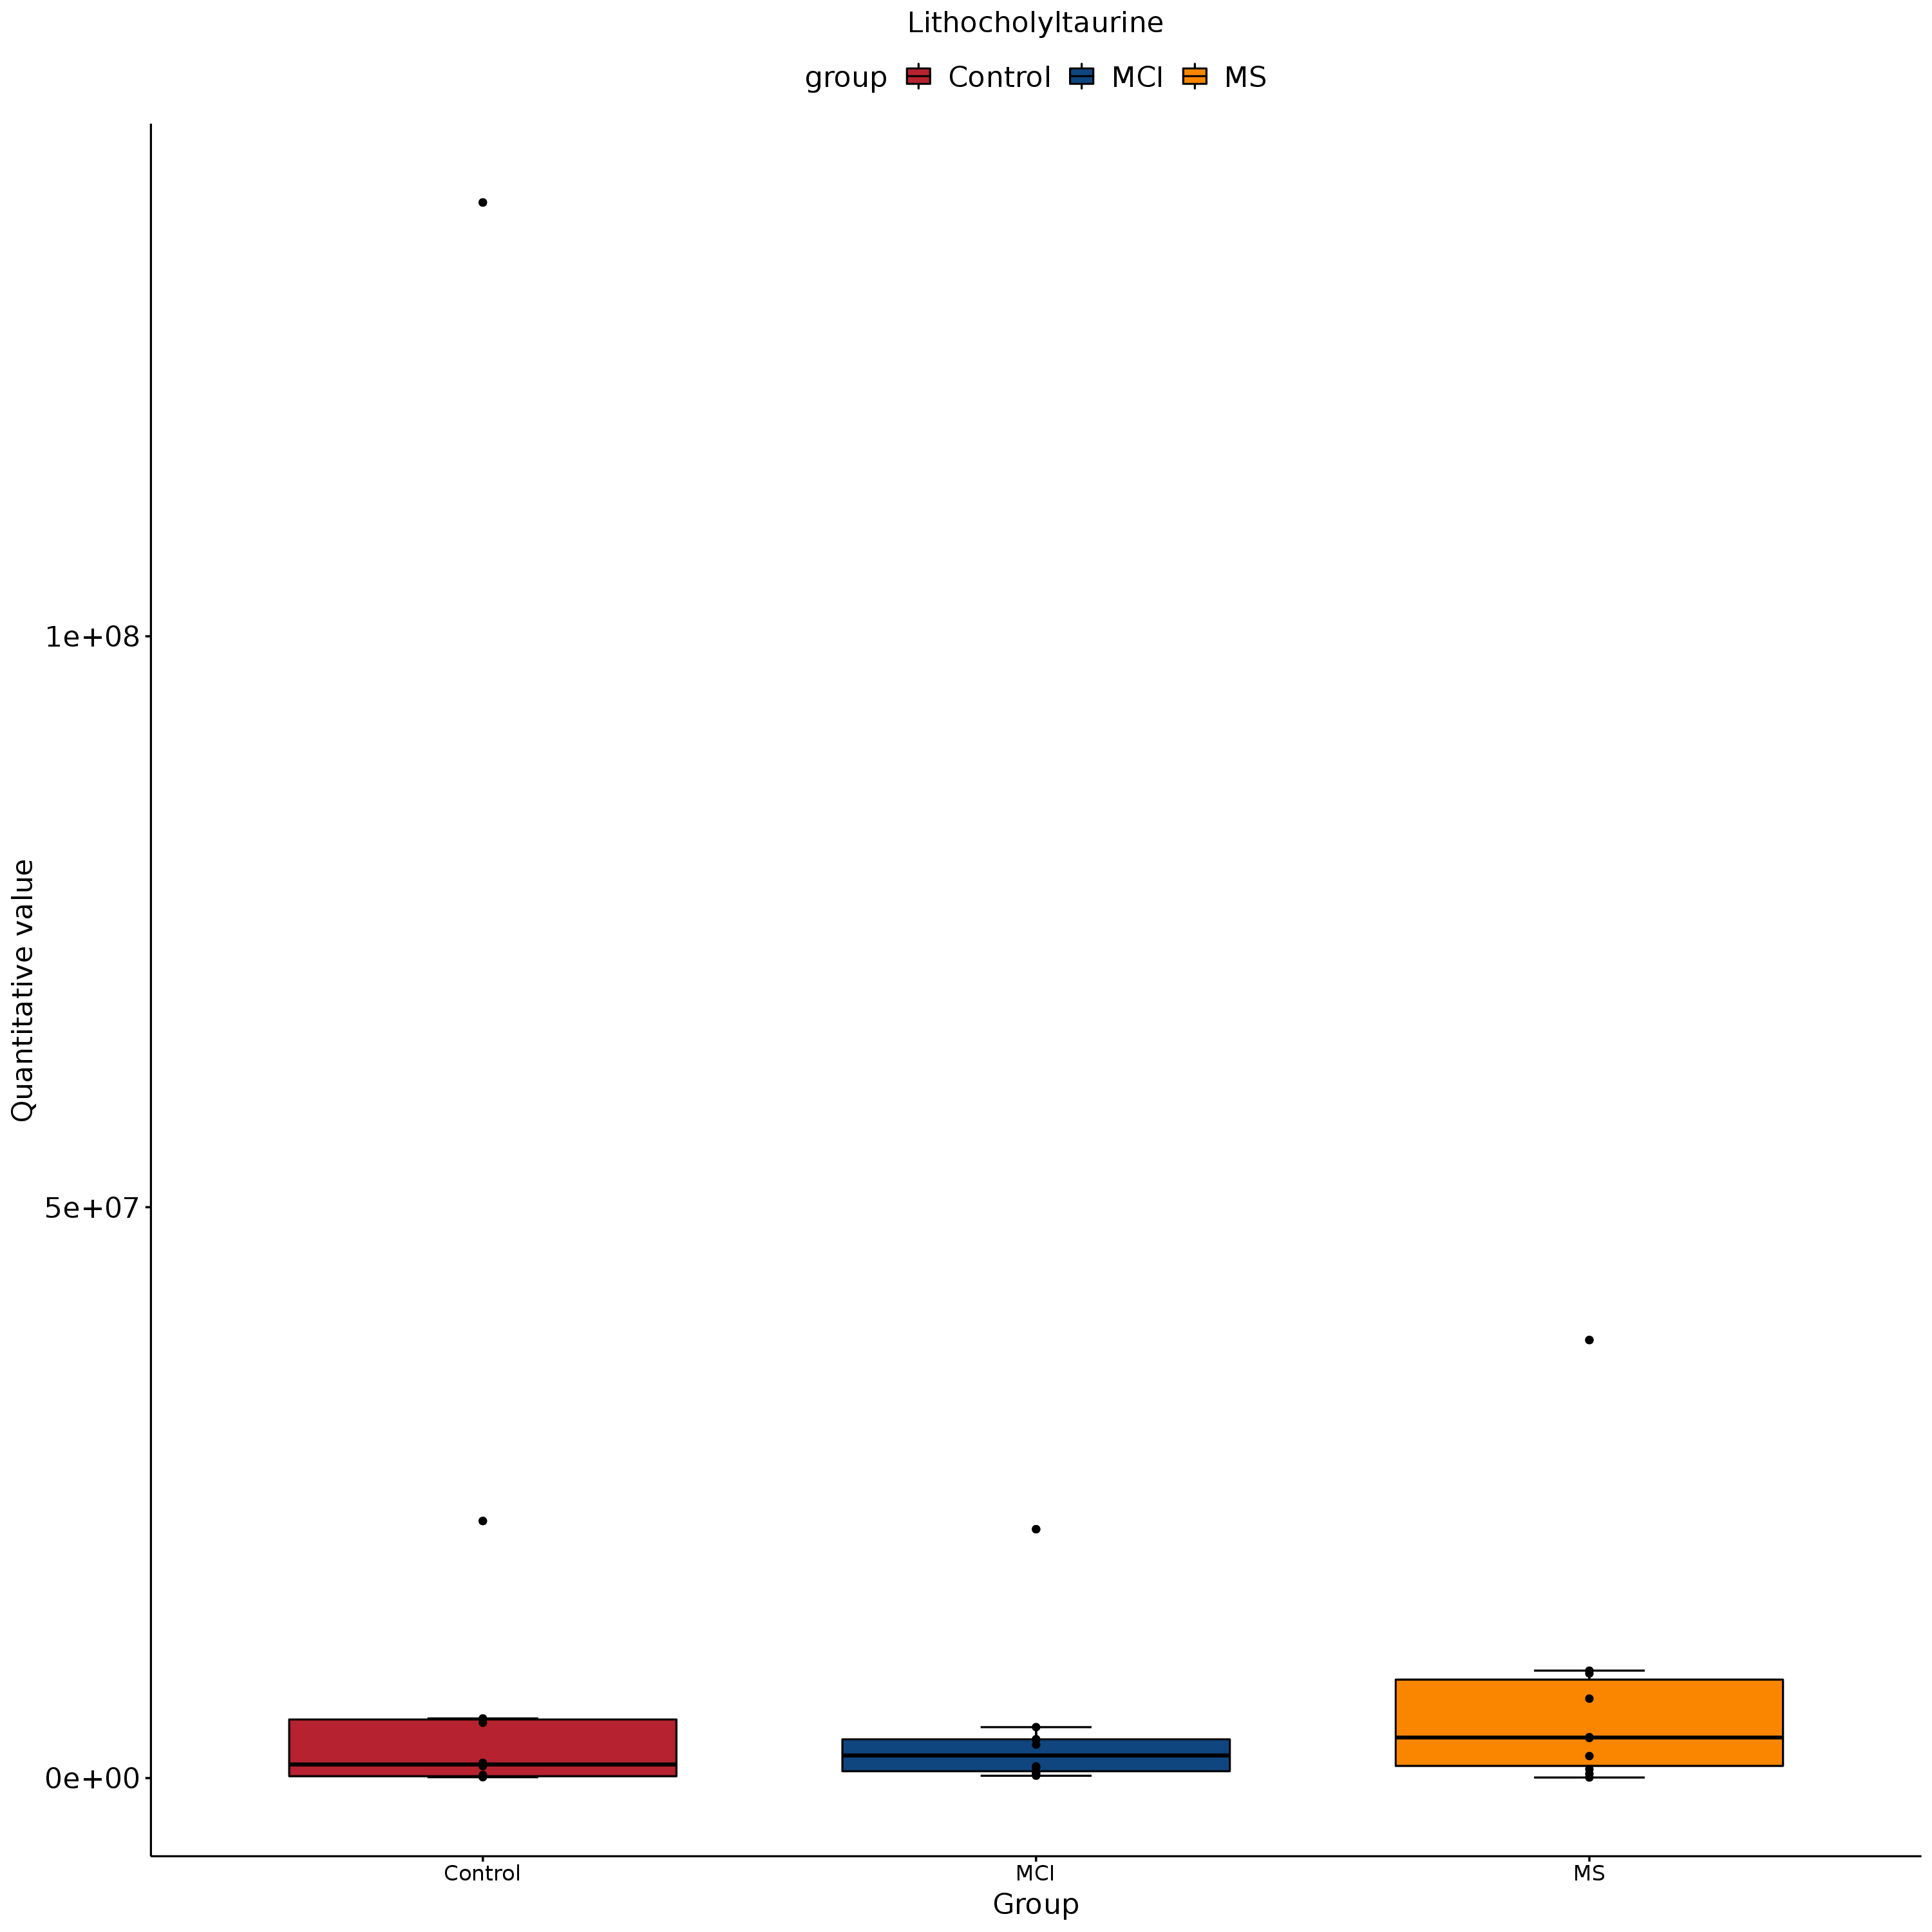 Lithocholyltaurine
group Control MCI MS
Quantitative value
1e+08
5e+07
0e+00
Control MCI MS
Group